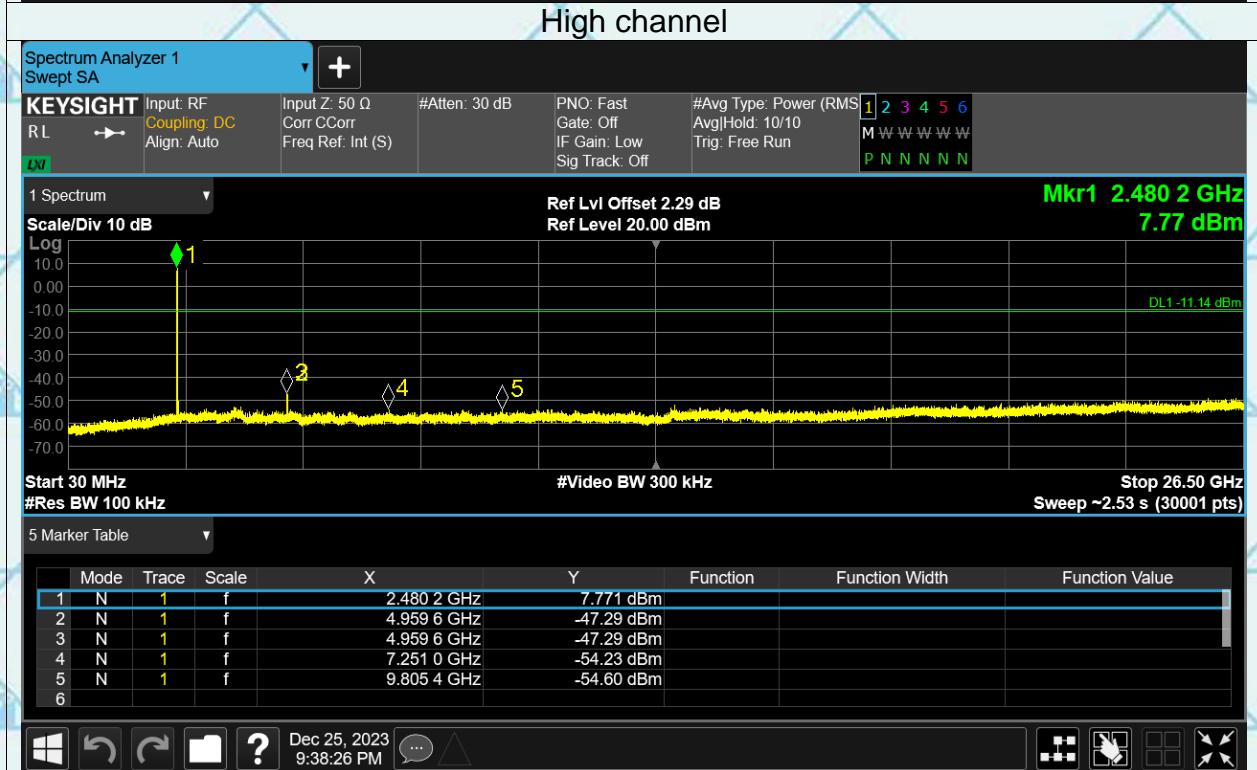 High channel
Spectrum Analyzer 1
Swept SA
KEYSIGHT Input: RF Input Z: 50 Ω #Atten: 30 dB PNO: Fast #Avg Type: Power (RMS 1 2 3 4 5 6
RL Coupling: DC Corr CCorr Gate: Off Avg|Hold: 10/10 M W W W W W
Align: Auto Freq Ref: Int (S) IF Gain: Low Trig: Free Run
LXI Sig Track: Off P N N N N N
1 Spectrum Ref Lvl Offset 2.29 dB Mkr1 2.480 2 GHz
Scale/Div 10 dB Ref Level 20.00 dBm 7.77 dBm
Log
1
10.0
0.00
-10.0 DL1 -11.14 dBm
-20.0
-30.0
-40.0
4 5
-50.0
-60.0
-70.0
Start 30 MHz #Video BW 300 kHz Stop 26.50 GHz
#Res BW 100 kHz Sweep ~2.53 s (30001 pts)
5 Marker Table
Mode Trace Scale X Y Function Function Width Function Value
1 N 1 f 2.480 2 GHz 7.771 dBm
2 N 1 f 4.959 6 GHz -47.29 dBm
3 N 1 f 4.959 6 GHz -47.29 dBm
4 N 1 f 7.251 0 GHz -54.23 dBm
5 N 1 f 9.805 4 GHz -54.60 dBm
6
? Dec 25, 2023
9:38:26 PM